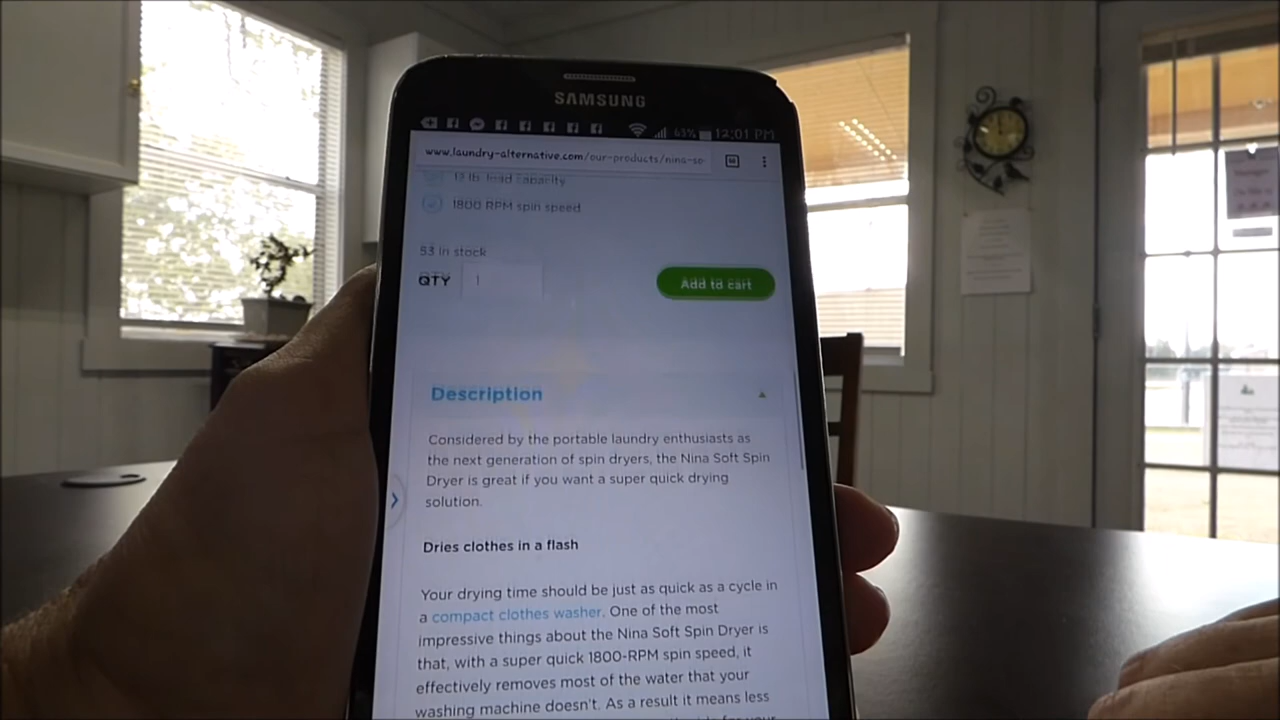 SAMSUNG
63% 12:01 PM
www.laundry-alternative.com/our-products/nina-so
lb. load capacity
1800 RPM spin speed
53 in stock
QTY 1
Add to cart
Description
Considered by the portable laundry enthusiasts as
the next generation of spin dryers, the Nina Soft Spin
Dryer is great if you want a super quick drying
solution.
Dries clothes in a flash
Your drying time should be just as quick as a cycle in
a compact clothes washer. One of the most
impressive things about the Nina Soft Spin Dryer is
that, with a super quick 1800-RPM spin speed, it
effectively removes most of the water that your
washing machine doesn't. As a result it means less